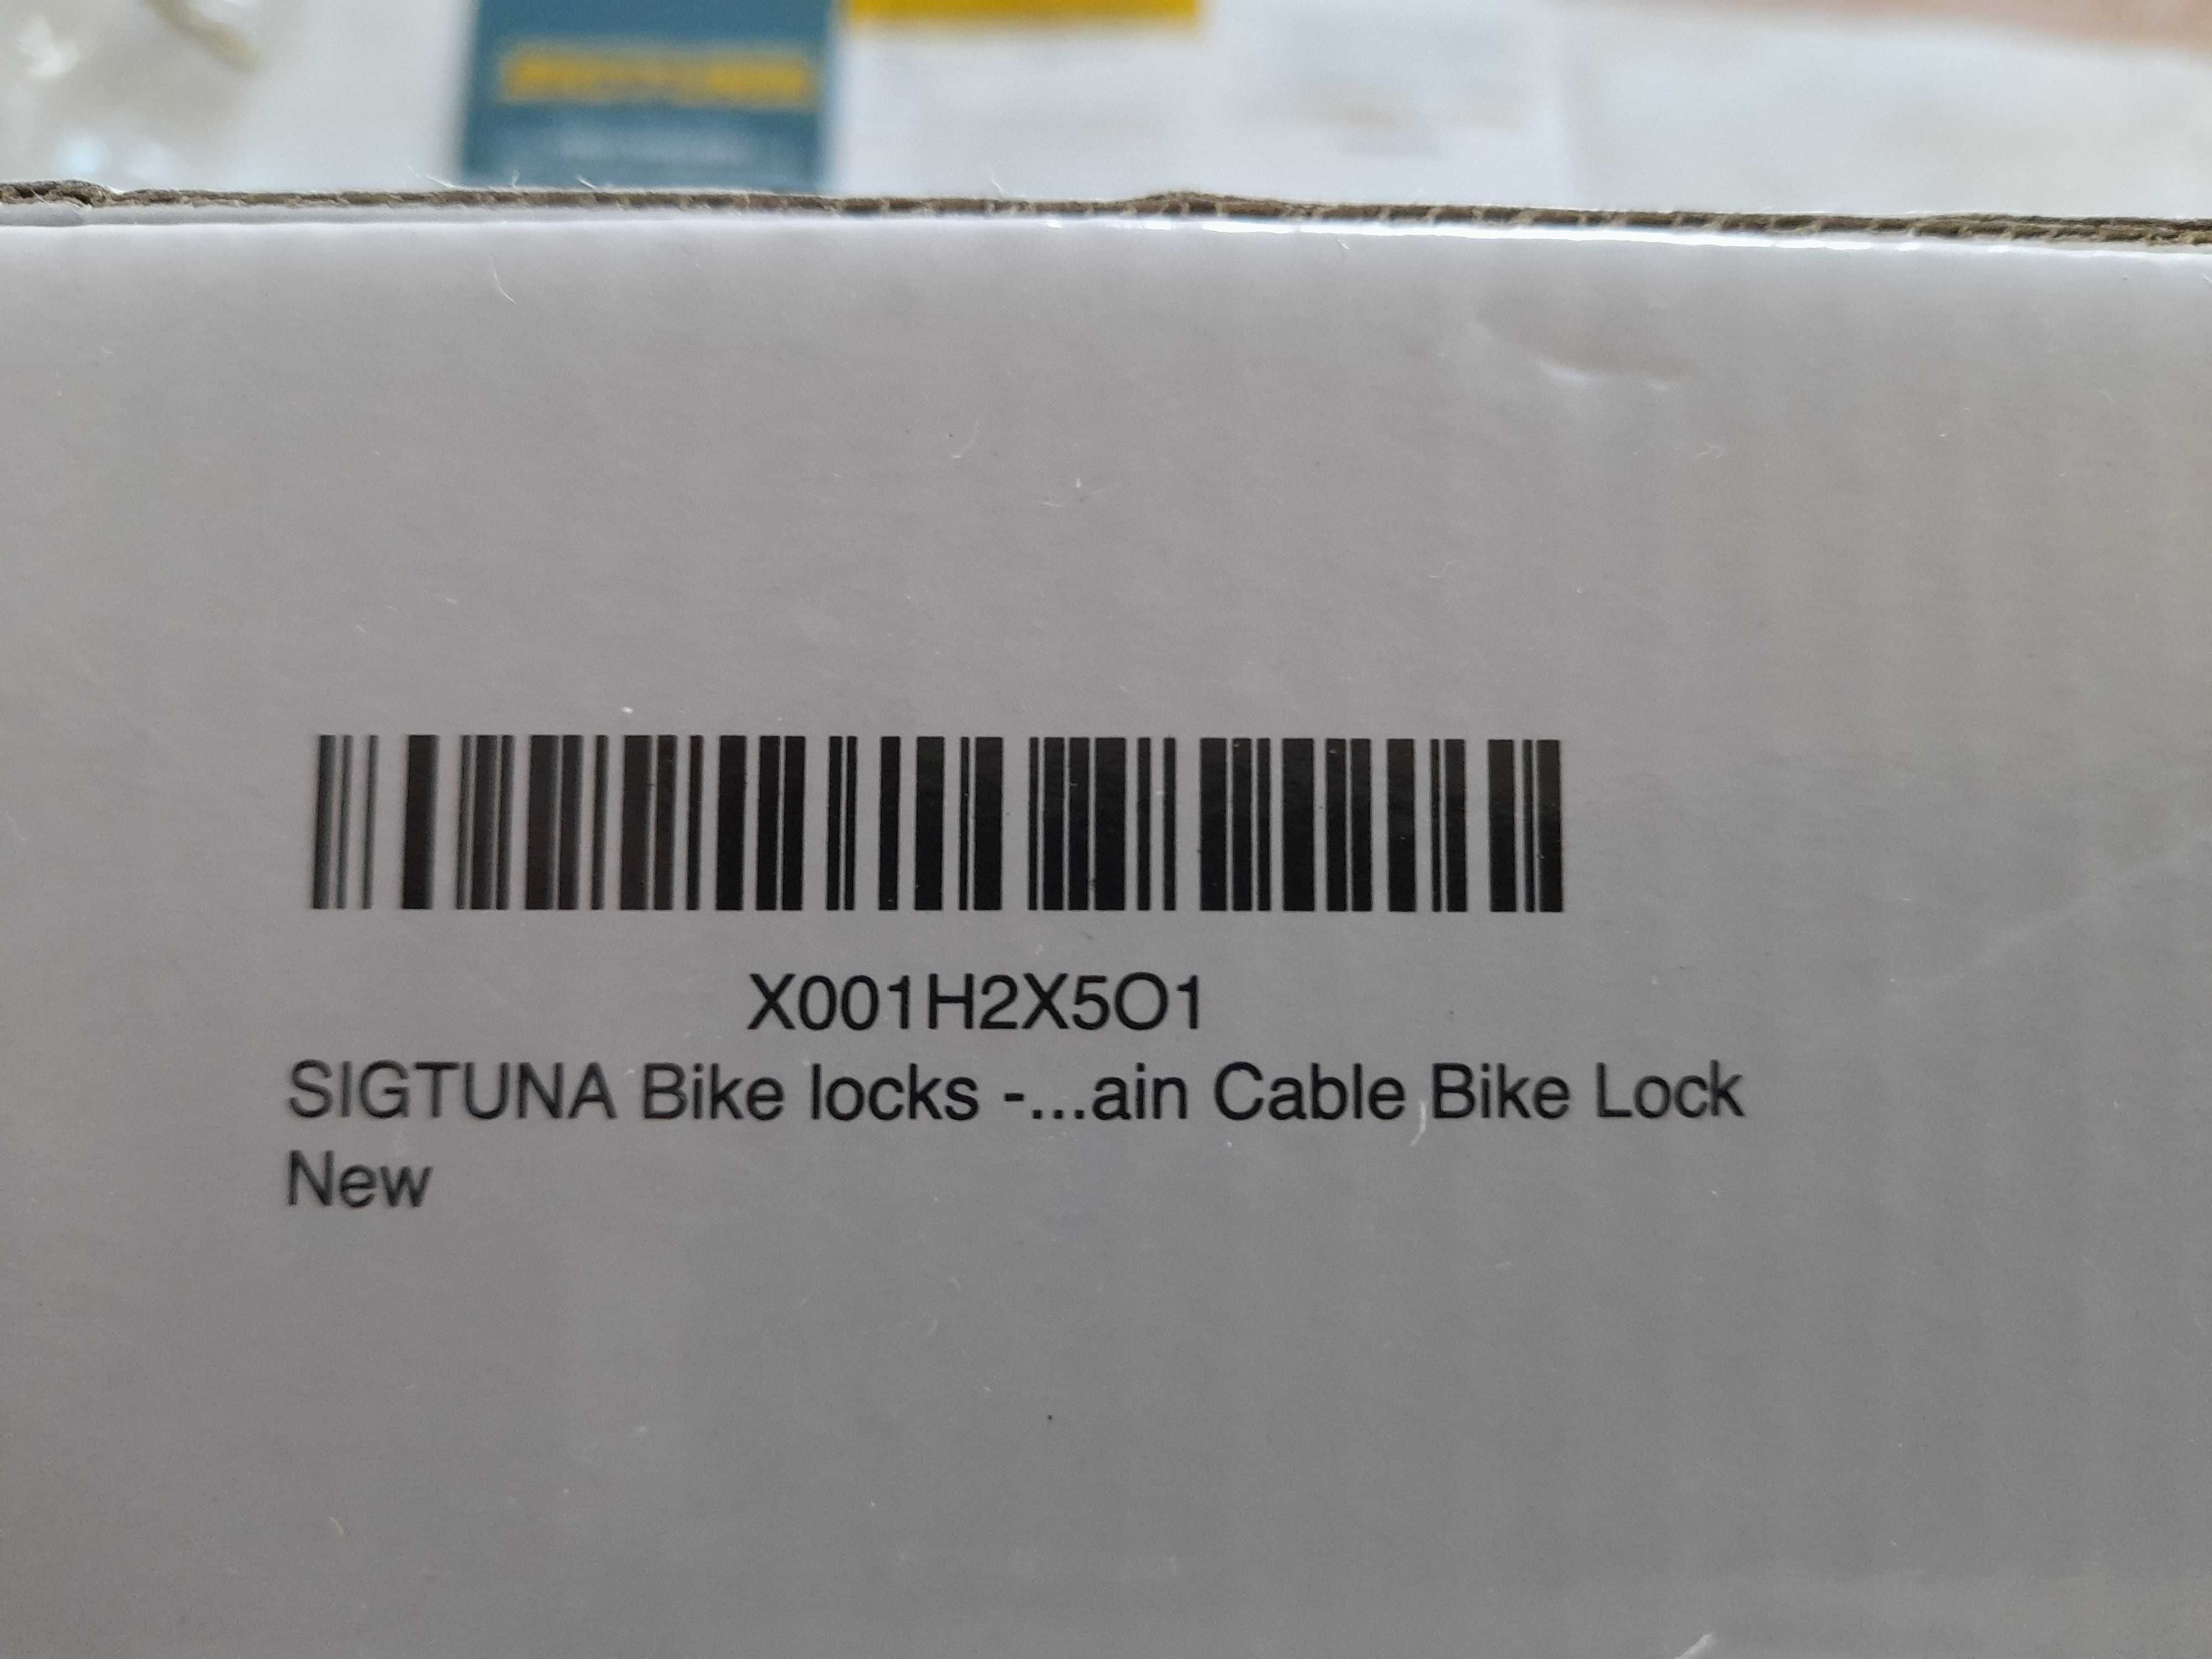 X001H2X5O1
SIGTUNA Bike locks -...ain Cable Bike Lock
New